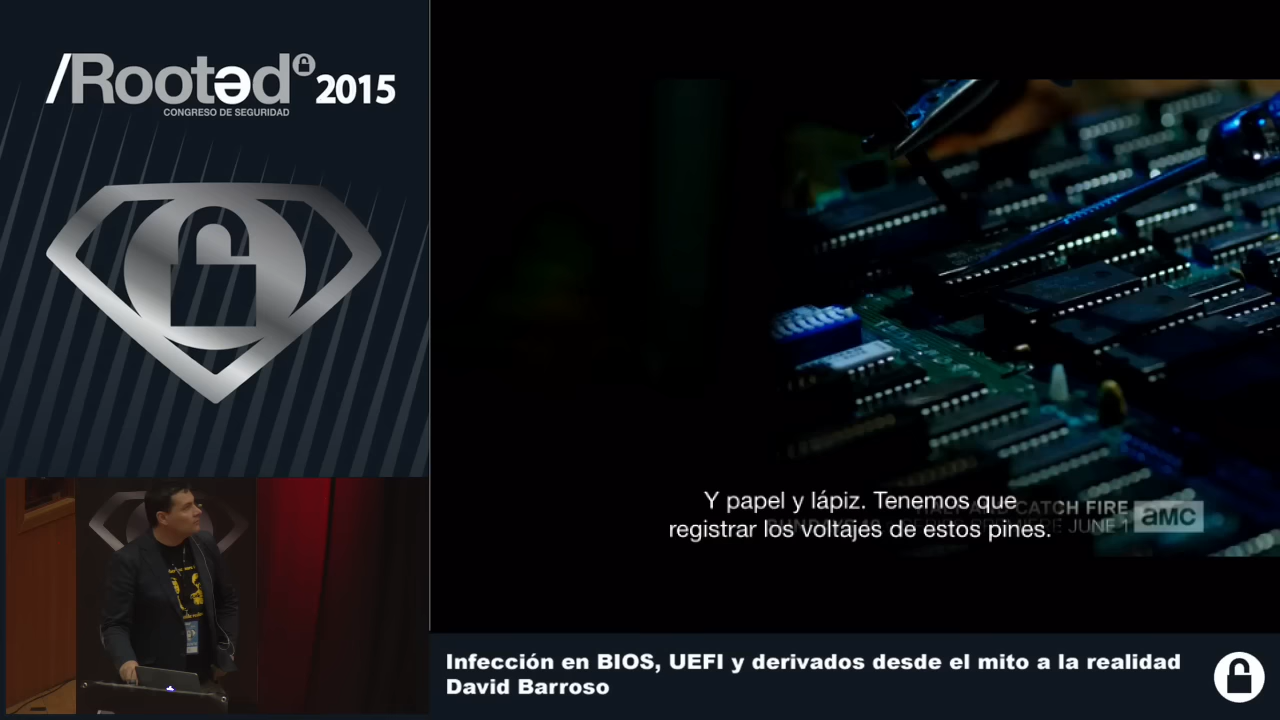 /Rootəd 2015
CONGRESO DE SEGURIDAD
Y papel y lápiz. Tenemos que
registrar los voltajes de estos pines.
CATCH FIRE
JUNE 1
amc
Infección en BIOS, UEFI y derivados desde el mito a la realidad
David Barroso